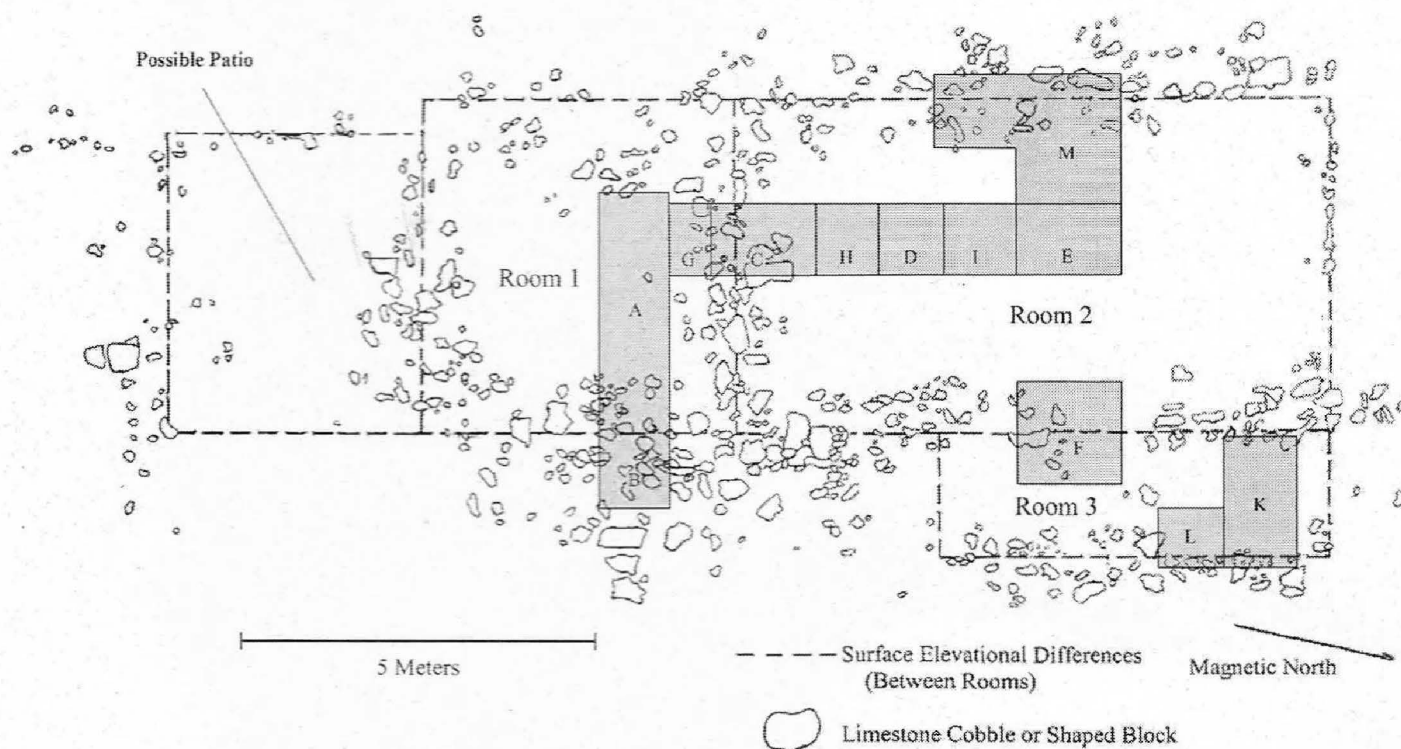 Possible Patio
M
Room 1
G
C
H
D
I
E
A
Room 2
F
B
Room 3
K
L
5 Meters
Surface Elevational Differences
(Between Rooms)
Magnetic North
Limestone Cobble or Shaped Block